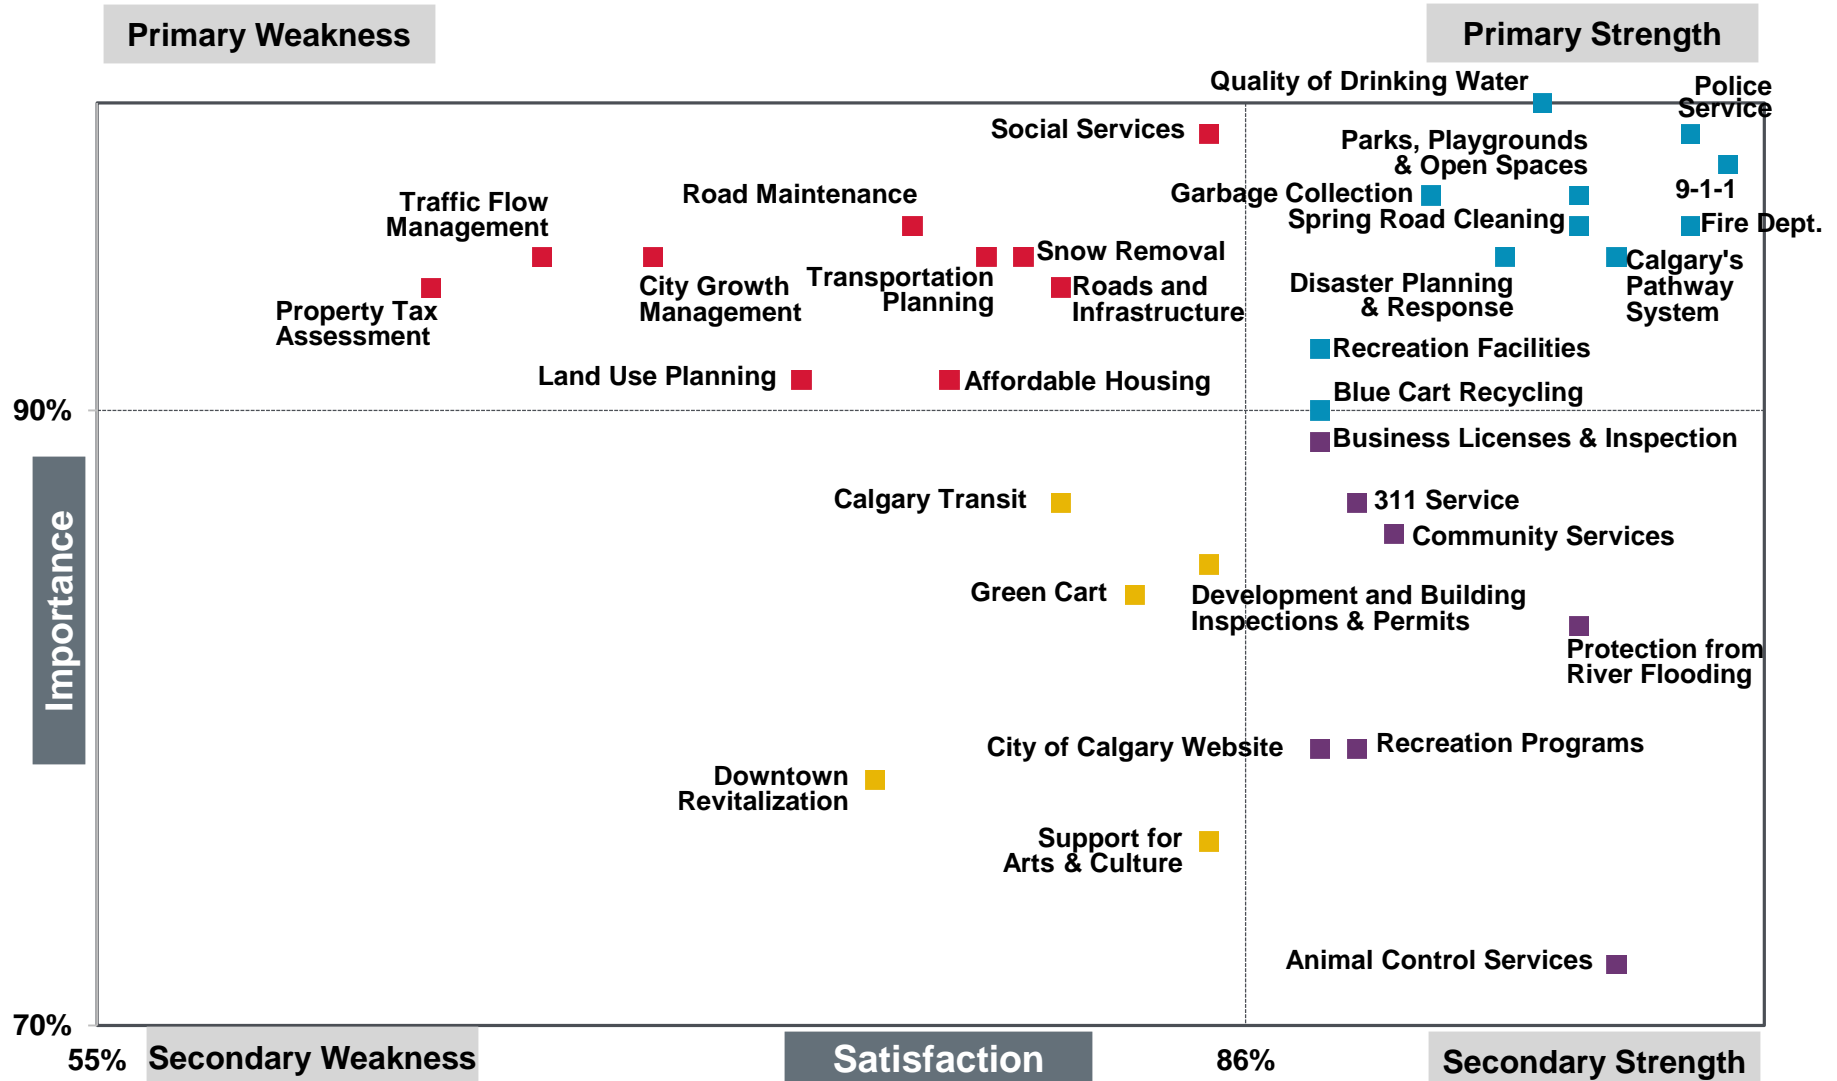 Primary Weakness
Primary Strength
Quality of Drinking Water
Police
Service
Social Services
Parks, Playgrounds
& Open Spaces
Garbage Collection
9-1-1
Road Maintenance
Traffic Flow
Management
Spring Road Cleaning
Fire Dept.
Snow Removal
Calgary's
Pathway
System
Transportation
Planning
City Growth
Management
Roads and
Infrastructure
Disaster Planning
& Response
Property Tax
Assessment
Recreation Facilities
Land Use Planning
Affordable Housing
Blue Cart Recycling
90%
Business Licenses & Inspection
Calgary Transit
311 Service
Community Services
Green Cart
Development and Building
Inspections & Permits
Protection from
River Flooding
Importance
City of Calgary Website
Recreation Programs
Downtown
Revitalization
Support for
Arts & Culture
Animal Control Services
70%
55%
Secondary Weakness
Satisfaction
86%
Secondary Strength